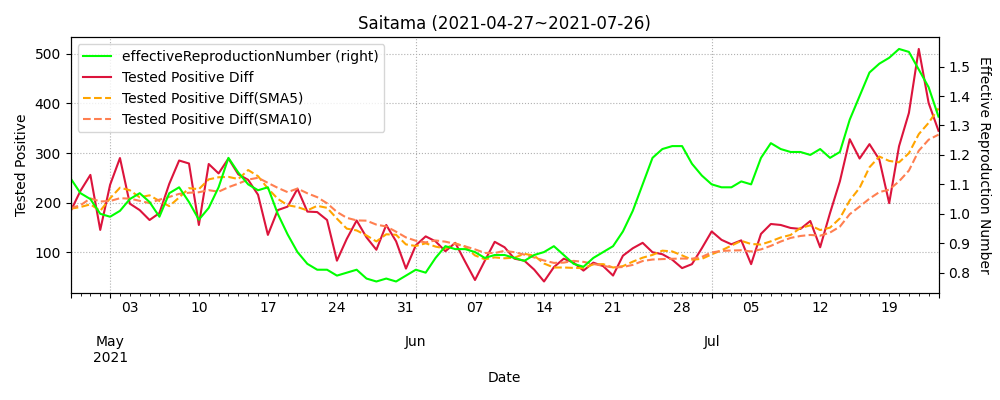 Saitama (2021-04-27~2021-07-26)
effectiveReproductionNumber (right)
Tested Positive Diff
Tested Positive Diff(SMA5)
Tested Positive Diff(SMA10)
Tested Positive
500
400
300
200
100
Effective Reproduction Number
1.5
1.4
1.3
1.2
1.1
1.0
0.9
0.8
03 10 17 24 31 07 14 21 28 05 12 19
May Jun Jul
2021
Date